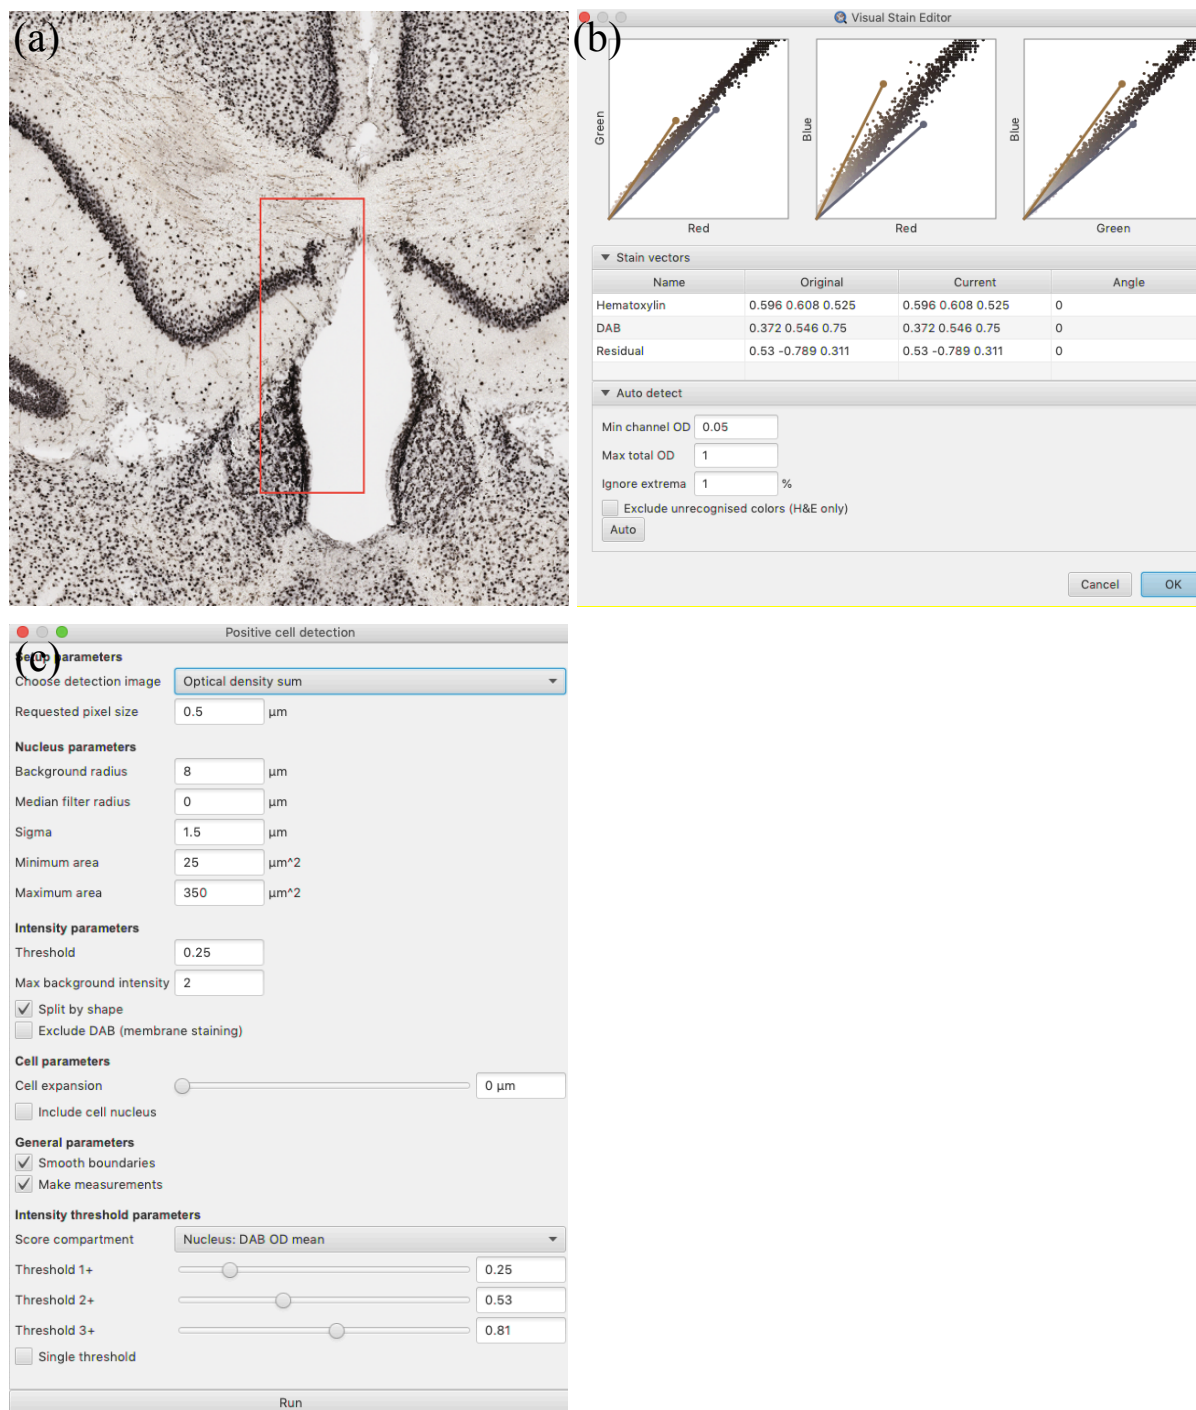 (a)
(b)
Visual Stain Editor
Green
Red
Blue
Red
Blue
Green
Stain vectors
Name Original Current Angle
Hematoxylin 0.596 0.608 0.525 0.596 0.608 0.525 0
DAB 0.372 0.546 0.75 0.372 0.546 0.75 0
Residual 0.53 -0.789 0.311 0.53 -0.789 0.311 0
Auto detect
Min channel OD 0.05
Max total OD 1
Ignore extrema 1 %
Exclude unrecognised colors (H&E only)
Auto
Cancel OK
(c)
Positive cell detection
Setup parameters
Choose detection image Optical density sum
Requested pixel size 0.5 µm
Nucleus parameters
Background radius 8 µm
Median filter radius 0 µm
Sigma 1.5 µm
Minimum area 25 µm^2
Maximum area 350 µm^2
Intensity parameters
Threshold 0.25
Max background intensity 2
Split by shape
Exclude DAB (membrane staining)
Cell parameters
Cell expansion 0 µm
Include cell nucleus
General parameters
Smooth boundaries
Make measurements
Intensity threshold parameters
Score compartment Nucleus: DAB OD mean
Threshold 1+ 0.25
Threshold 2+ 0.53
Threshold 3+ 0.81
Single threshold
Run